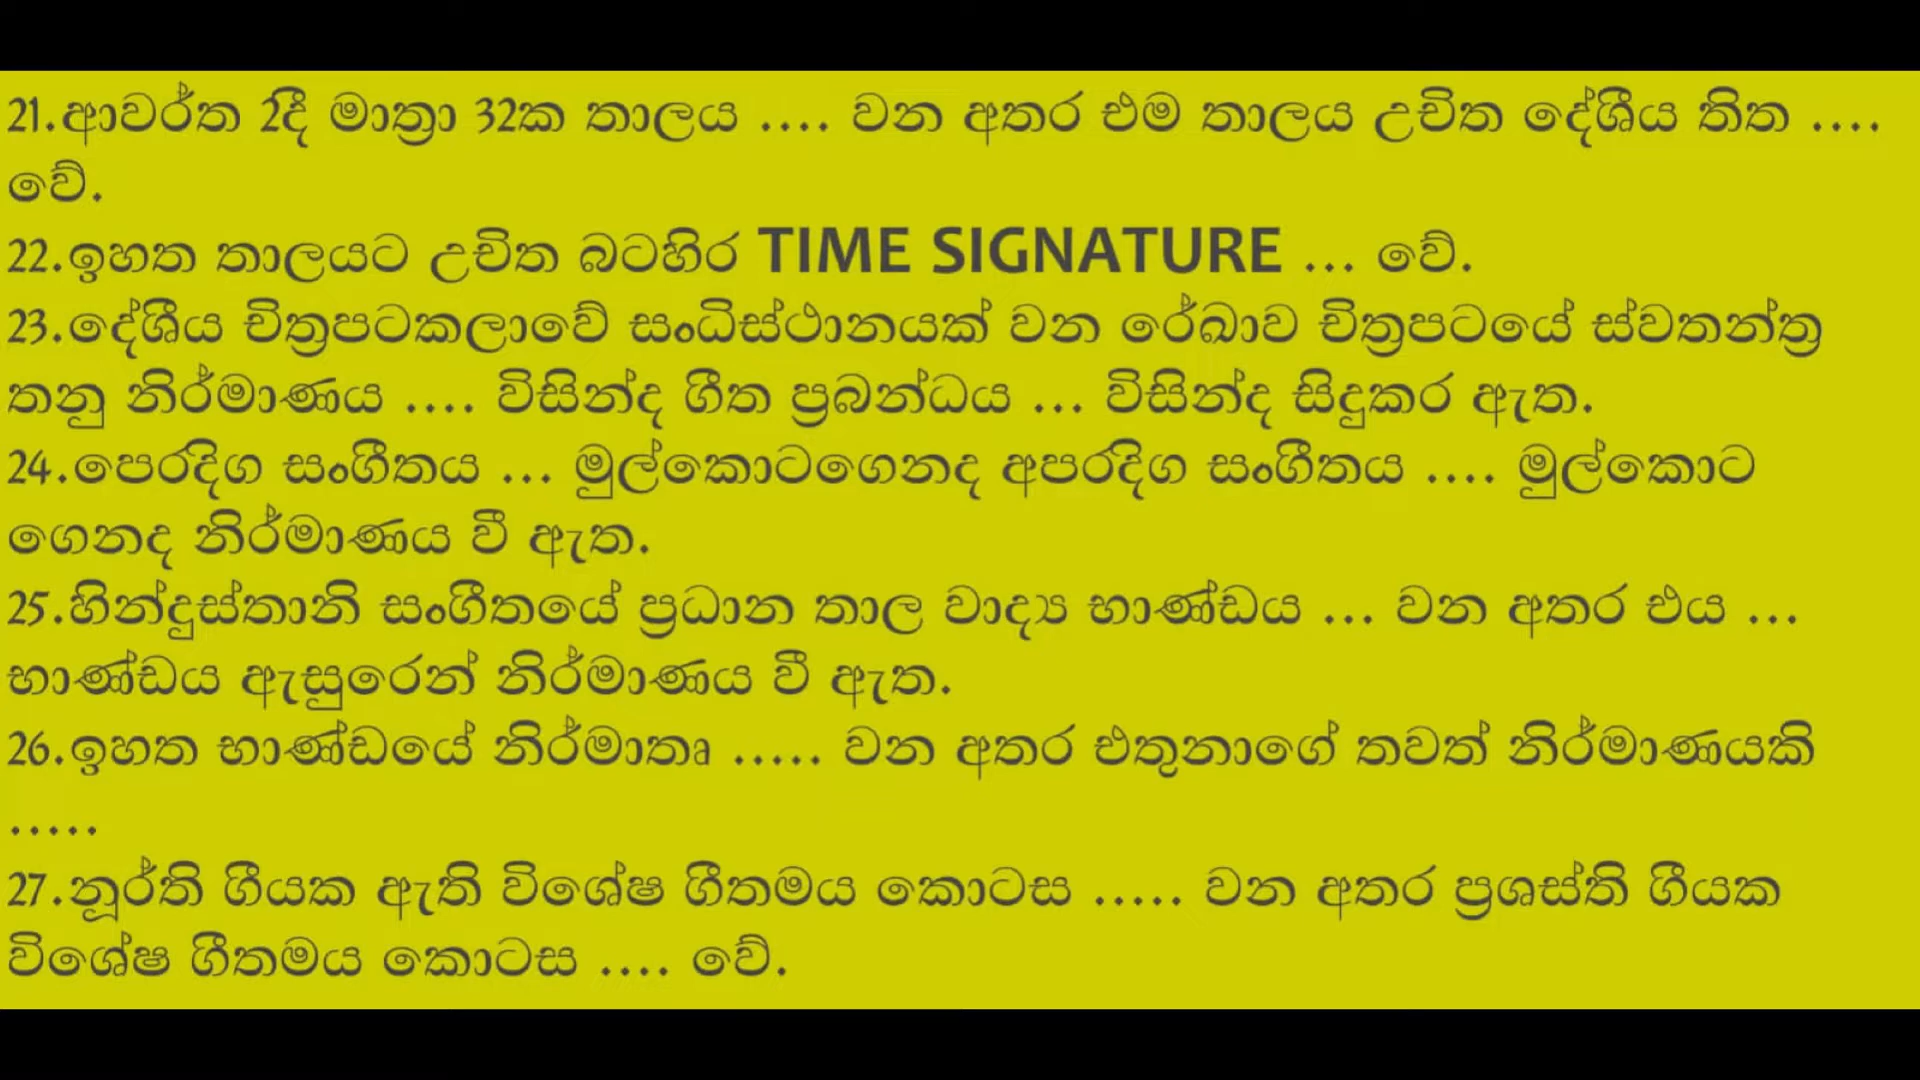 21.ආවර්ත 2දී මාත්‍රා 32ක තාලය .... වන අතර එම තාලය උචිත දේශීය තිත ....
වේ.
22.ඉහත තාලයට උචිත බටහිර TIME SIGNATURE ... වේ.
23.දේශීය චිත්‍රපටකලාවේ සංධිස්ථානයක් වන රේඛාව චිත්‍රපටයේ ස්වතන්ත්‍ර
තනු නිර්මාණය .... විසින්ද ගීත ප්‍රබන්ධය ... විසින්ද සිදුකර ඇත.
24.පෙරදිග සංගීතය ... මුල්කොටගෙනද අපරදිග සංගීතය .... මුල්කොට
ගෙනද නිර්මාණය වී ඇත.
25.හින්දුස්තානි සංගීතයේ ප්‍රධාන තාල වාද්‍ය භාණ්ඩය ... වන අතර එය ...
භාණ්ඩය ඇසුරෙන් නිර්මාණය වී ඇත.
26.ඉහත භාණ්ඩයේ නිර්මාතෘ ..... වන අතර එතුනාගේ තවත් නිර්මාණයකි
.....
27.නූර්ති ගීයක ඇති විශේෂ ගීතමය කොටස ..... වන අතර ප්‍රශස්ති ගීයක
විශේෂ ගීතමය කොටස .... වේ.